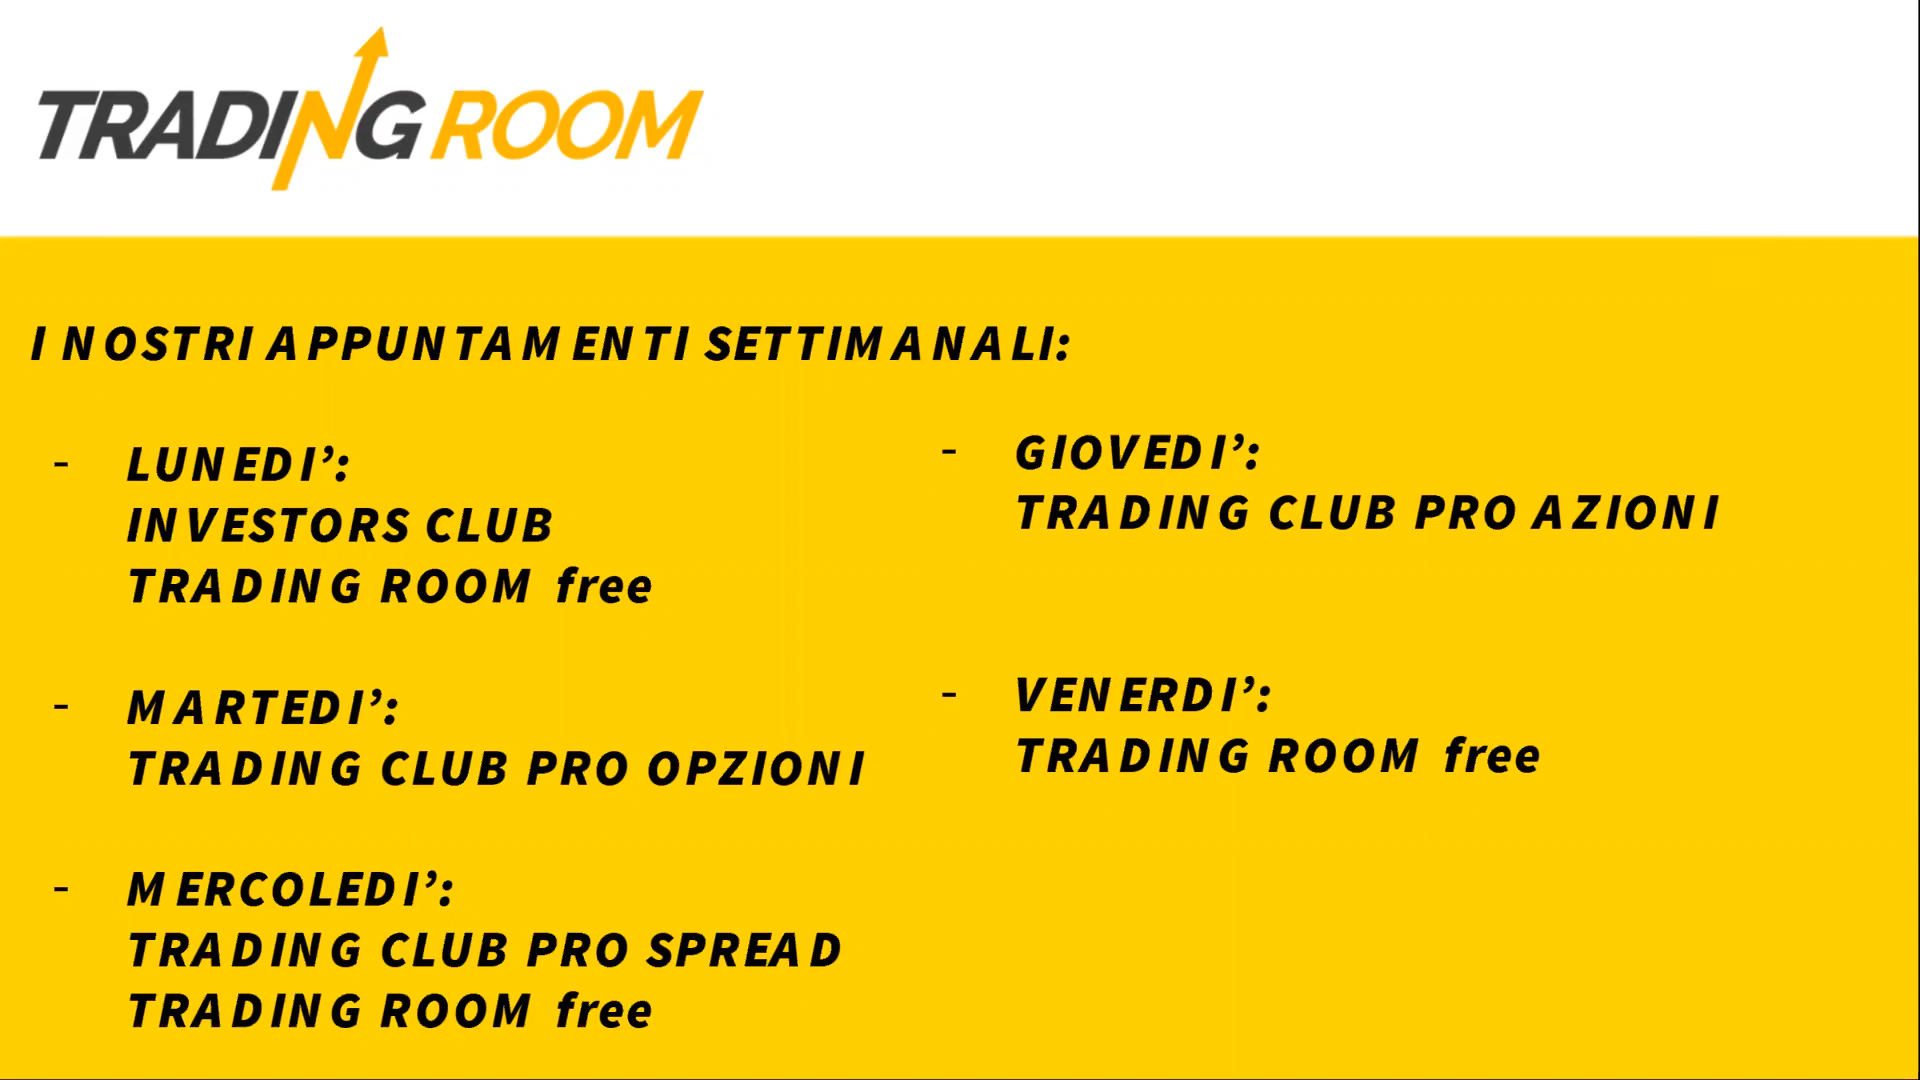 TRADING ROOM
I NOSTRI APPUNTAMENTI SETTIMANALI:
- LUNEDI’:
INVESTORS CLUB
TRADING ROOM free
- MARTEDI’:
TRADING CLUB PRO OPZIONI
- MERCOLEDI’:
TRADING CLUB PRO SPREAD
TRADING ROOM free
- GIOVEDI’:
TRADING CLUB PRO AZIONI
- VENERDI’:
TRADING ROOM free